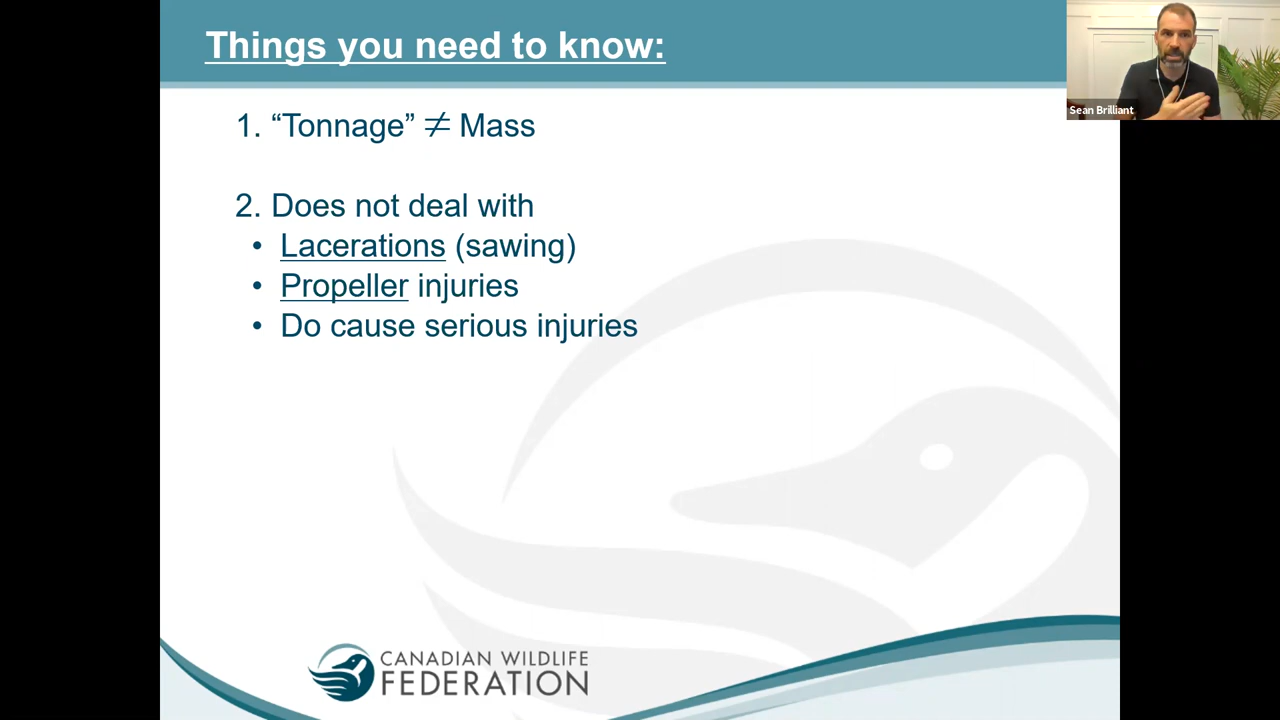 Things you need to know:
1. “Tonnage” ≠ Mass
2. Does not deal with
• Lacerations (sawing)
• Propeller injuries
• Do cause serious injuries
CANADIAN WILDLIFE
FEDERATION
Sean Brilliant